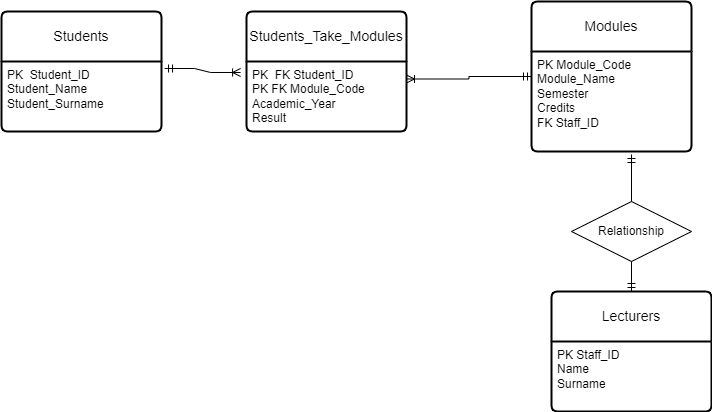 Students
PK  Student_ID
Student_Name
Student_Surname
Students_Take_Modules
PK  FK Student_ID
PK FK Module_Code
Academic_Year
Result
Modules
PK Module_Code
Module_Name
Semester
Credits
FK Staff_ID
Relationship
Lecturers
PK Staff_ID
Name
Surname